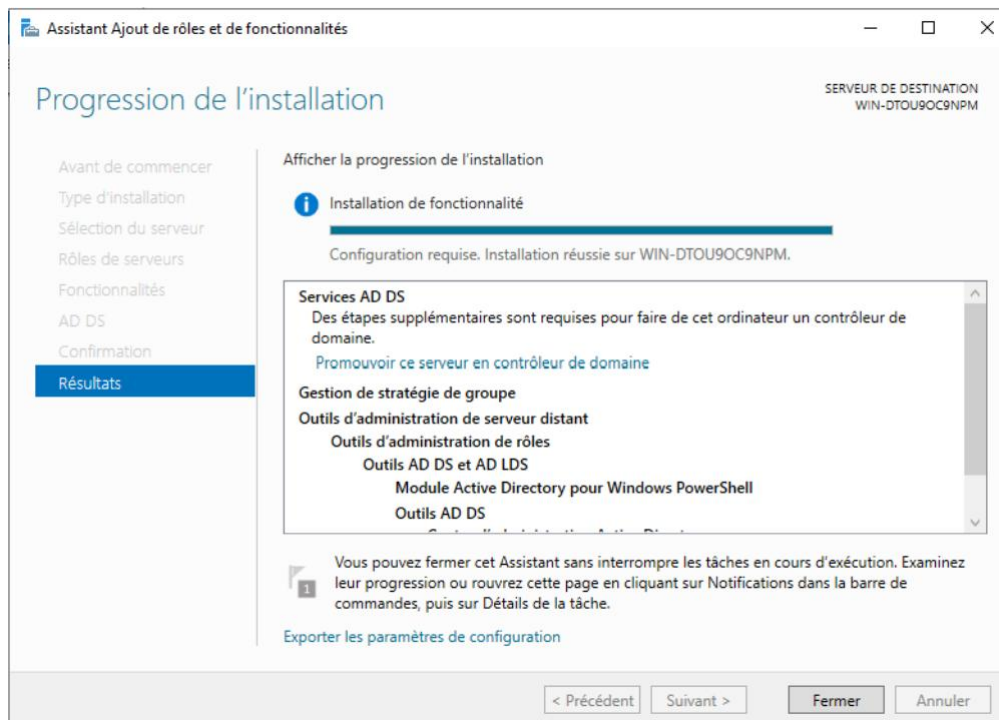 Assistant Ajout de rôles et de fonctionnalités
Progression de l'installation
SERVEUR DE DESTINATION
WIN-DTOU9OC9NPM
Avant de commencer
Type d'installation
Sélection du serveur
Rôles de serveurs
Fonctionnalités
AD DS
Confirmation
Résultats
Afficher la progression de l'installation
Installation de fonctionnalité
Configuration requise. Installation réussie sur WIN-DTOU9OC9NPM.
Services AD DS
Des étapes supplémentaires sont requises pour faire de cet ordinateur un contrôleur de
domaine.
Promouvoir ce serveur en contrôleur de domaine
Gestion de stratégie de groupe
Outils d'administration de serveur distant
Outils d'administration de rôles
Outils AD DS et AD LDS
Module Active Directory pour Windows PowerShell
Outils AD DS
1
Vous pouvez fermer cet Assistant sans interrompre les tâches en cours d'exécution. Examinez
leur progression ou rouvrez cette page en cliquant sur Notifications dans la barre de
commandes, puis sur Détails de la tâche.
Exporter les paramètres de configuration
< Précédent
Suivant >
Fermer
Annuler